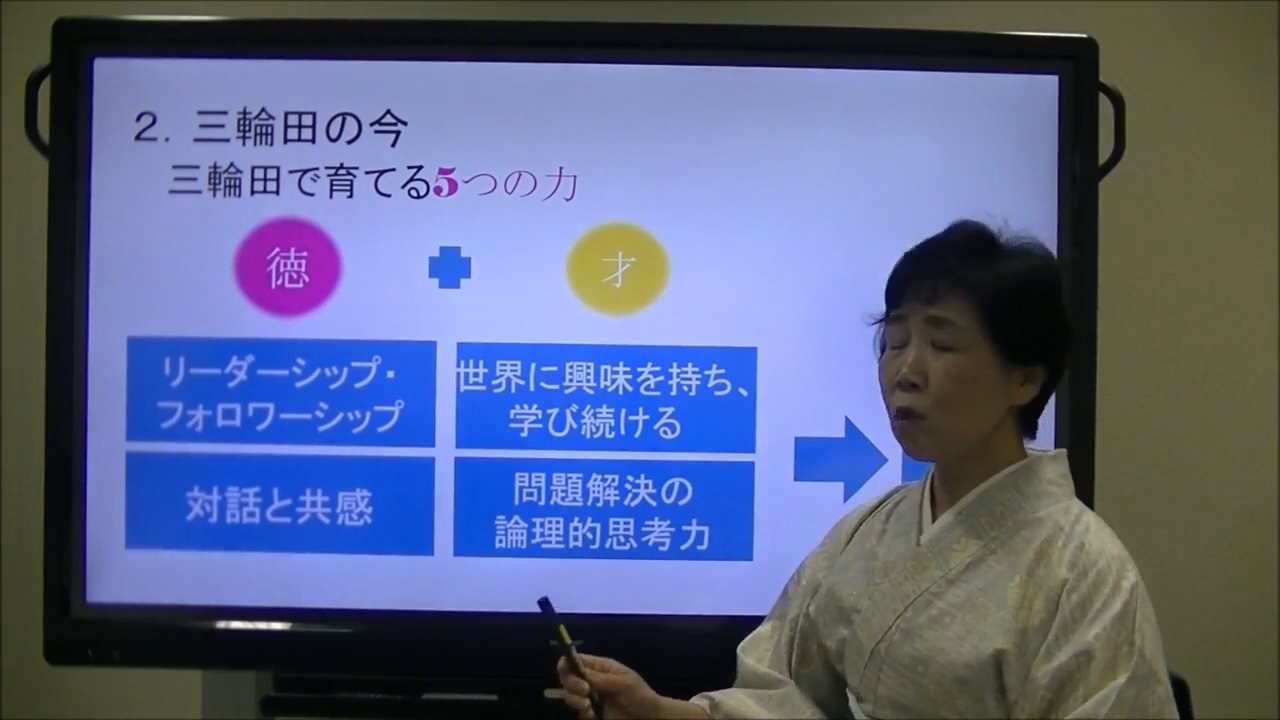 2. 三輪田の今
三輪田で育てる5つの力
徳
才
リーダーシップ・
フォロワーシップ
世界に興味を持ち、
学び続ける
対話と共感
問題解決の
論理的思考力